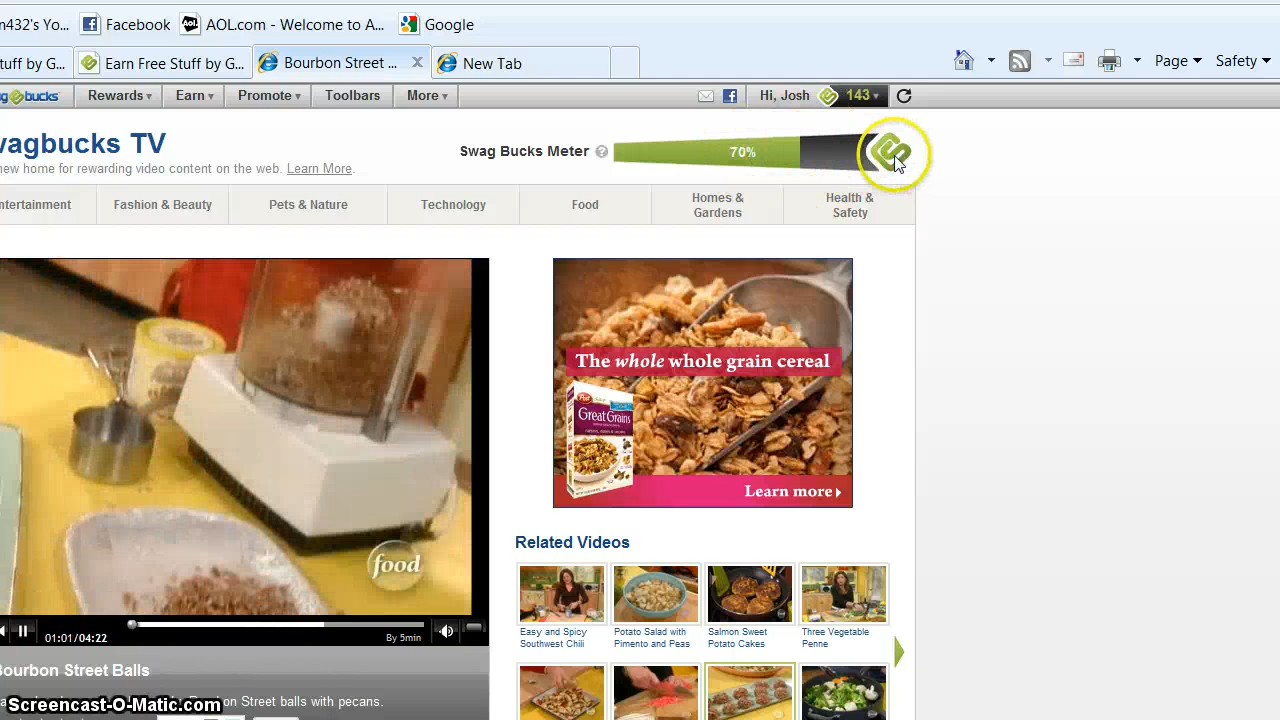 n432's Yo... Facebook AOL.com - Welcome to A... Google
tuff by G... Earn Free Stuff by G... Bourbon Street ... New Tab Page Safety
Rewards Earn Promote Toolbars More Hi, Josh 143
vagbucks TV
Swag Bucks Meter 70%
new home for rewarding video content on the web. Learn More.
ntertainment Fashion & Beauty Pets & Nature Technology Food Homes & Gardens Health & Safety
The whole whole grain cereal
Post
Great Grains
Learn more
food
Related Videos
Easy and Spicy Southwest Chili
Potato Salad with Pimento and Peas
Salmon Sweet Potato Cakes
Three Vegetable Penne
01:01/04:22 By 5min
Bourbon Street Balls
Bourbon Street balls with pecans.
Screencast-O-Matic.com